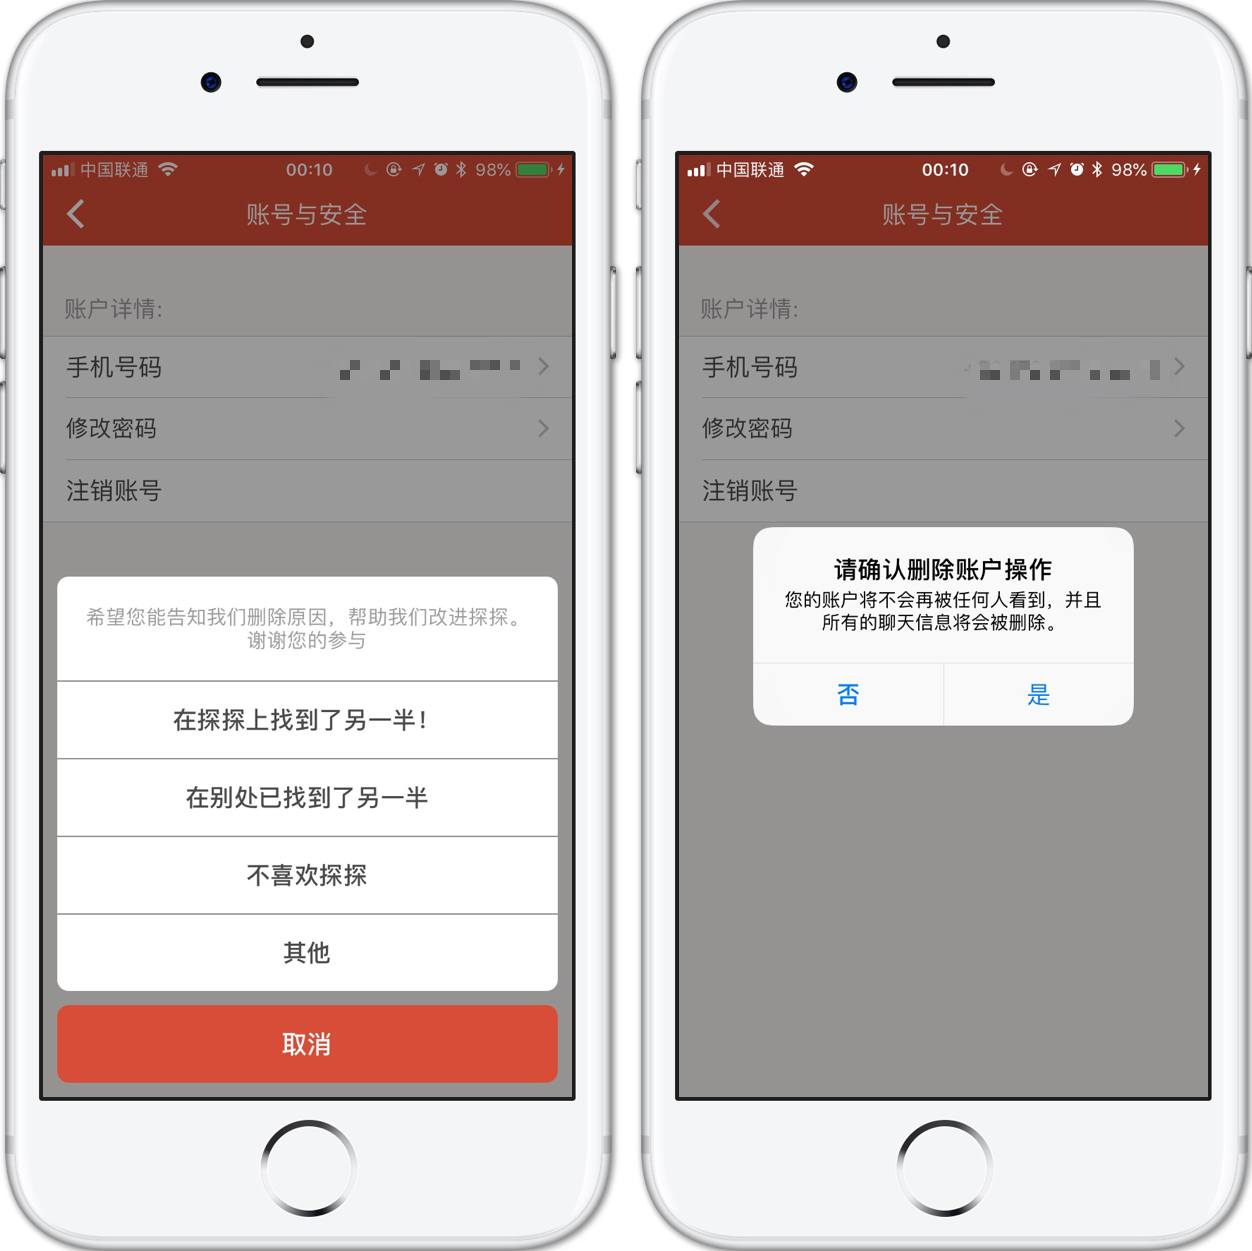 中国联通
00:10
98%
账号与安全
账户详情:
手机号码
修改密码
注销账号
希望您能告知我们删除原因，帮助我们改进探探。
谢谢您的参与
在探探上找到了另一半！
在别处已找到了另一半
不喜欢探探
其他
取消
中国联通
00:10
98%
账号与安全
账户详情:
手机号码
修改密码
注销账号
请确认删除账户操作
您的账户将不会再被任何人看到，并且
所有的聊天信息将会被删除。
否
是